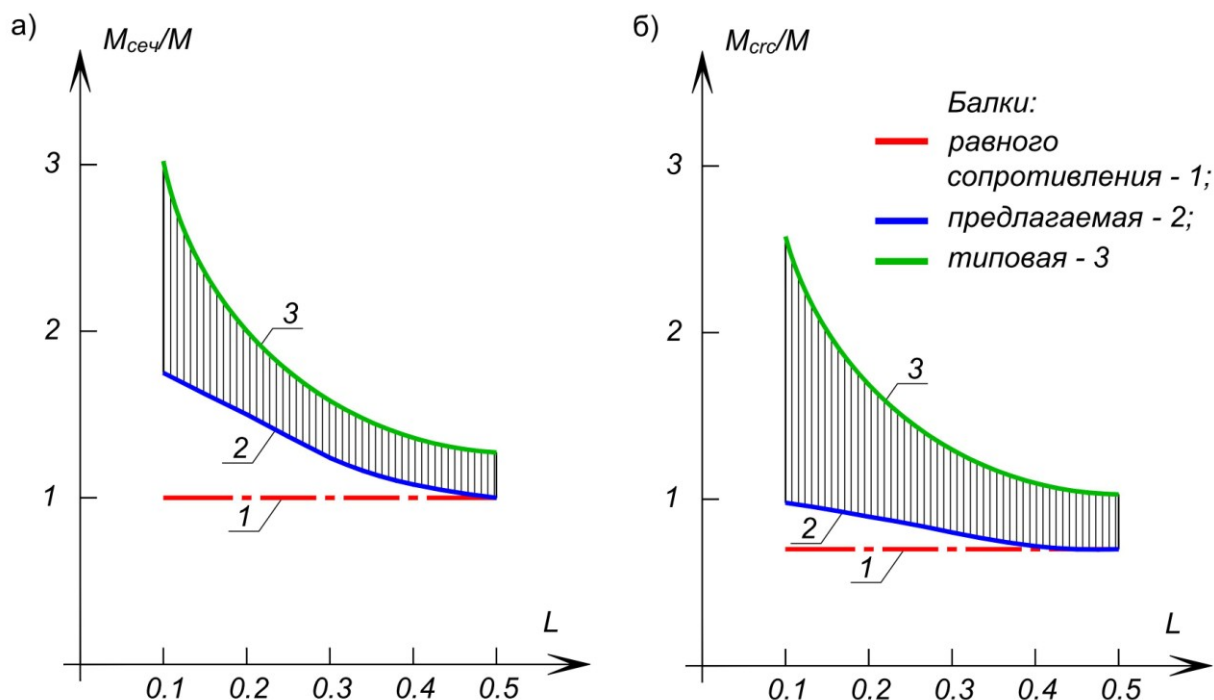 а)
Mсеч/M
3
2
1
3
2
1
L
0.1 0.2 0.3 0.4 0.5
б)
Mcrc/M
Балки:
равного
сопротивления - 1;
предлагаемая - 2;
типовая - 3
3
2
1
3
2
1
L
0.1 0.2 0.3 0.4 0.5